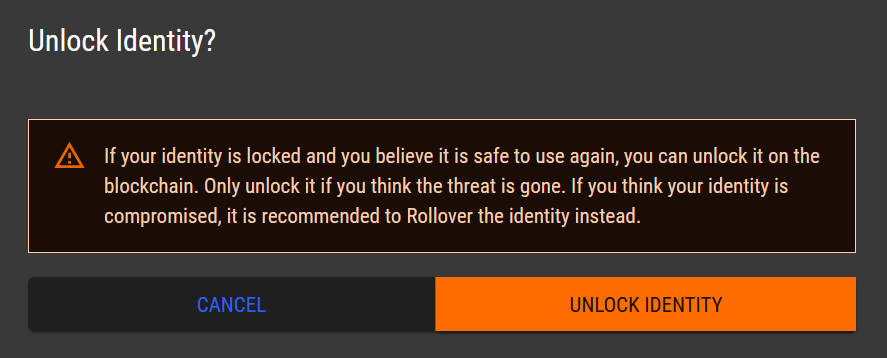 Unlock Identity?
If your identity is locked and you believe it is safe to use again, you can unlock it on the
blockchain. Only unlock it if you think the threat is gone. If you think your identity is
compromised, it is recommended to Rollover the identity instead.
CANCEL
UNLOCK IDENTITY